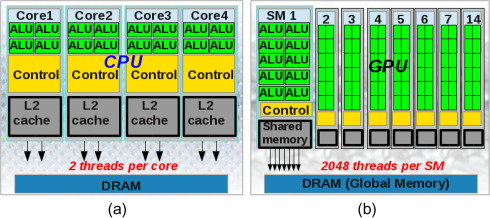 Core1 Core2 Core3 Core4
ALU ALU ALU ALU ALU ALU ALU ALU
ALU ALU ALU ALU ALU ALU ALU ALU
CPU
Control Control Control Control
L2 cache L2 cache L2 cache L2 cache
2 threads per core
DRAM
(a)
SM 1 2 3 4 5 6 7 14
ALU ALU
ALU ALU
ALU ALU
ALU ALU
ALU ALU
GPU
Control
Shared
memory
2048 threads per SM
DRAM (Global Memory)
(b)